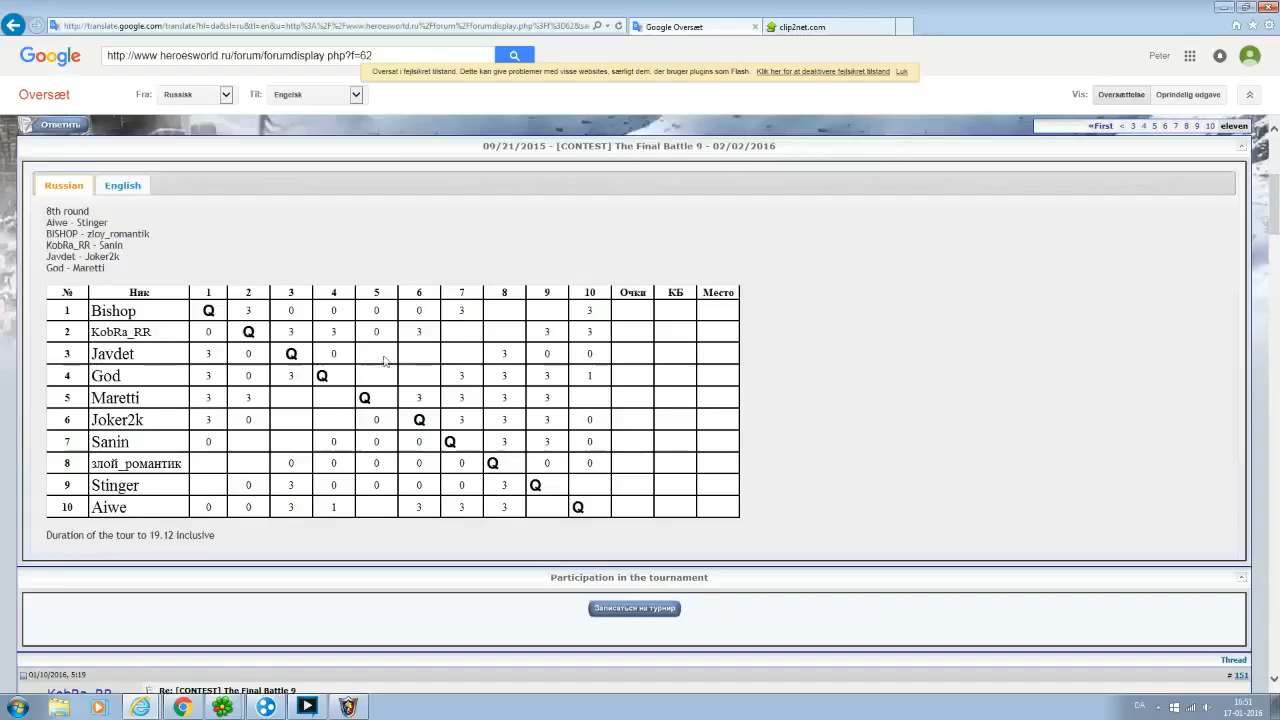 https://translate.google.com/translate?hl=da&sl=ru&tl=en&u=http%3A%2F%2Fwww.heroesworld.ru%2Fforum%2Fforumdisplay.php%3Ff%3D62&sa
Google Oversæt
clip2net.com
Google
http://www heroesworld.ru/forum/forumdisplay php?f=62
Peter
Oversat i fejlsikret tilstand. Dette kan give problemer med visse websites, særligt dem, der bruger plugins som Flash. Klik her for at deaktivere fejlsikret tilstand Luk
Oversæt Fra: Russisk Til: Engelsk Vis: Oversættelse Oprindelig udgave
Ответить «First < 3 4 5 6 7 8 9 10 eleven
09/21/2015 - [CONTEST] The Final Battle 9 - 02/02/2016
Russian English
8th round
Aiwe - Stinger
BISHOP - zloy_romantik
KobRa_RR - Sanin
Javdet - Joker2k
God - Maretti
№ Ник 1 2 3 4 5 6 7 8 9 10 Очки КБ Место
1 Bishop Q 3 0 0 0 0 3 3
2 KobRa_RR 0 Q 3 3 0 3 3 3
3 Javdet 3 0 Q 0 3 0 0
4 God 3 0 3 Q 3 3 3 1
5 Maretti 3 3 Q 3 3 3 3
6 Joker2k 3 0 0 Q 3 3 3 0
7 Sanin 0 0 0 0 Q 3 3 0
8 злой_романтик 0 0 0 0 0 Q 0 0
9 Stinger 0 3 0 0 0 0 3 Q
10 Aiwe 0 0 3 1 3 3 3 Q
Duration of the tour to 19.12 inclusive
Participation in the tournament
Записаться на турнир
Thread
01/10/2016, 5:19 # 151
KobRa_RR Re: [CONTEST] The Final Battle 9
DA 16:51
17-01-2016